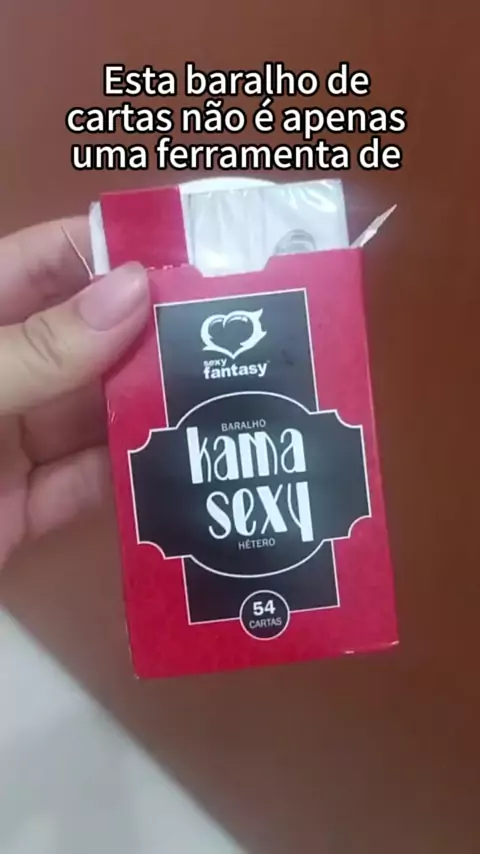 Esta baralho de
cartas não é apenas
uma ferramenta de
sexy
fantasy
BARALHO
kama
sexy
HÉTERO
54
CARTAS